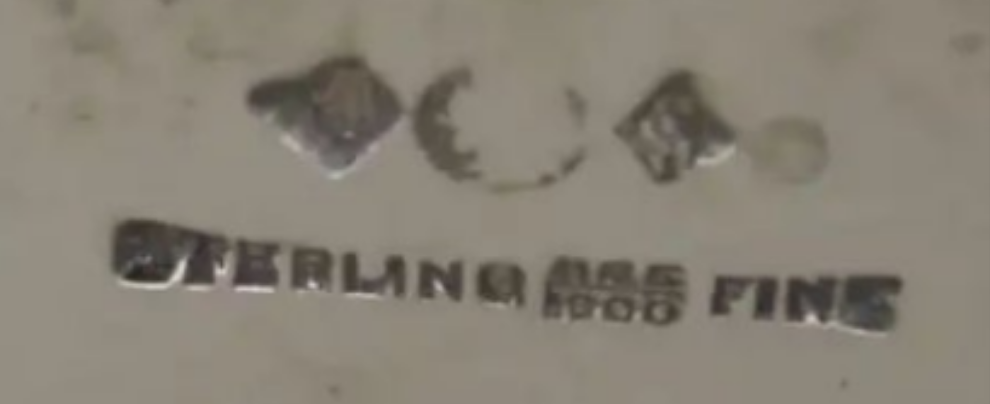 STERLING 925/1000 FINE